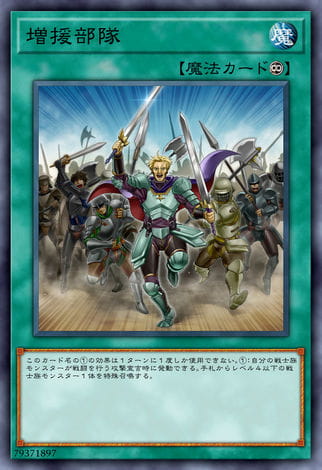 増援部隊
魔
【魔法カード】
このカード名の①の効果は1ターンに1度しか使用できない。①:自分の戦士族
モンスターが戦闘を行う攻撃宣言時に発動できる。手札からレベル4以下の戦士
族モンスター1体を特殊召喚する。
79371897